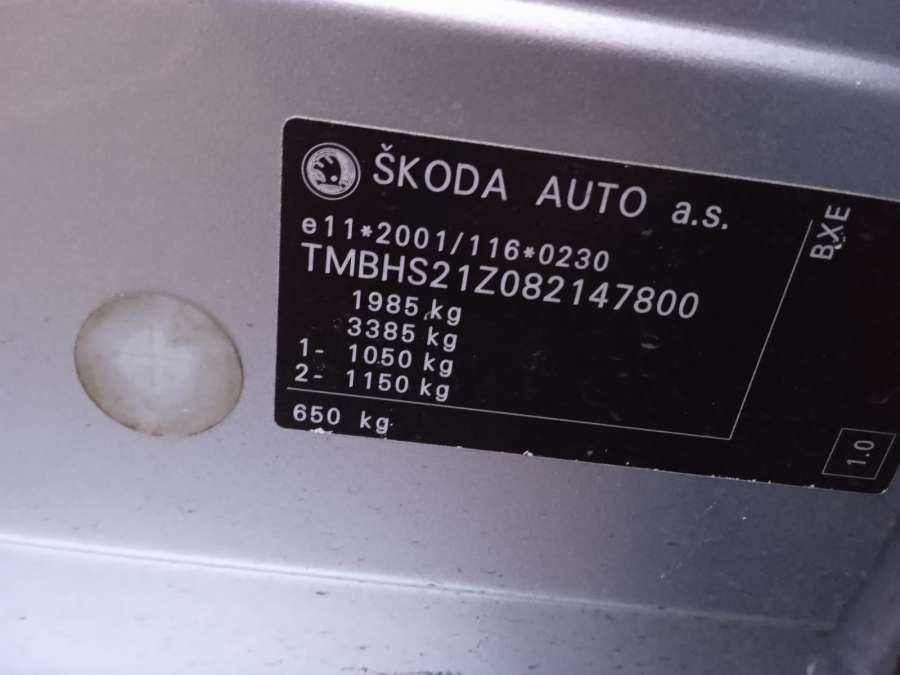 ŠKODA AUTO a.s.
e11*2001/116*0230
TMBHS21Z082147800
1985 kg
3385 kg
1- 1050 kg
2- 1150 kg
650 kg
BXE
1.0